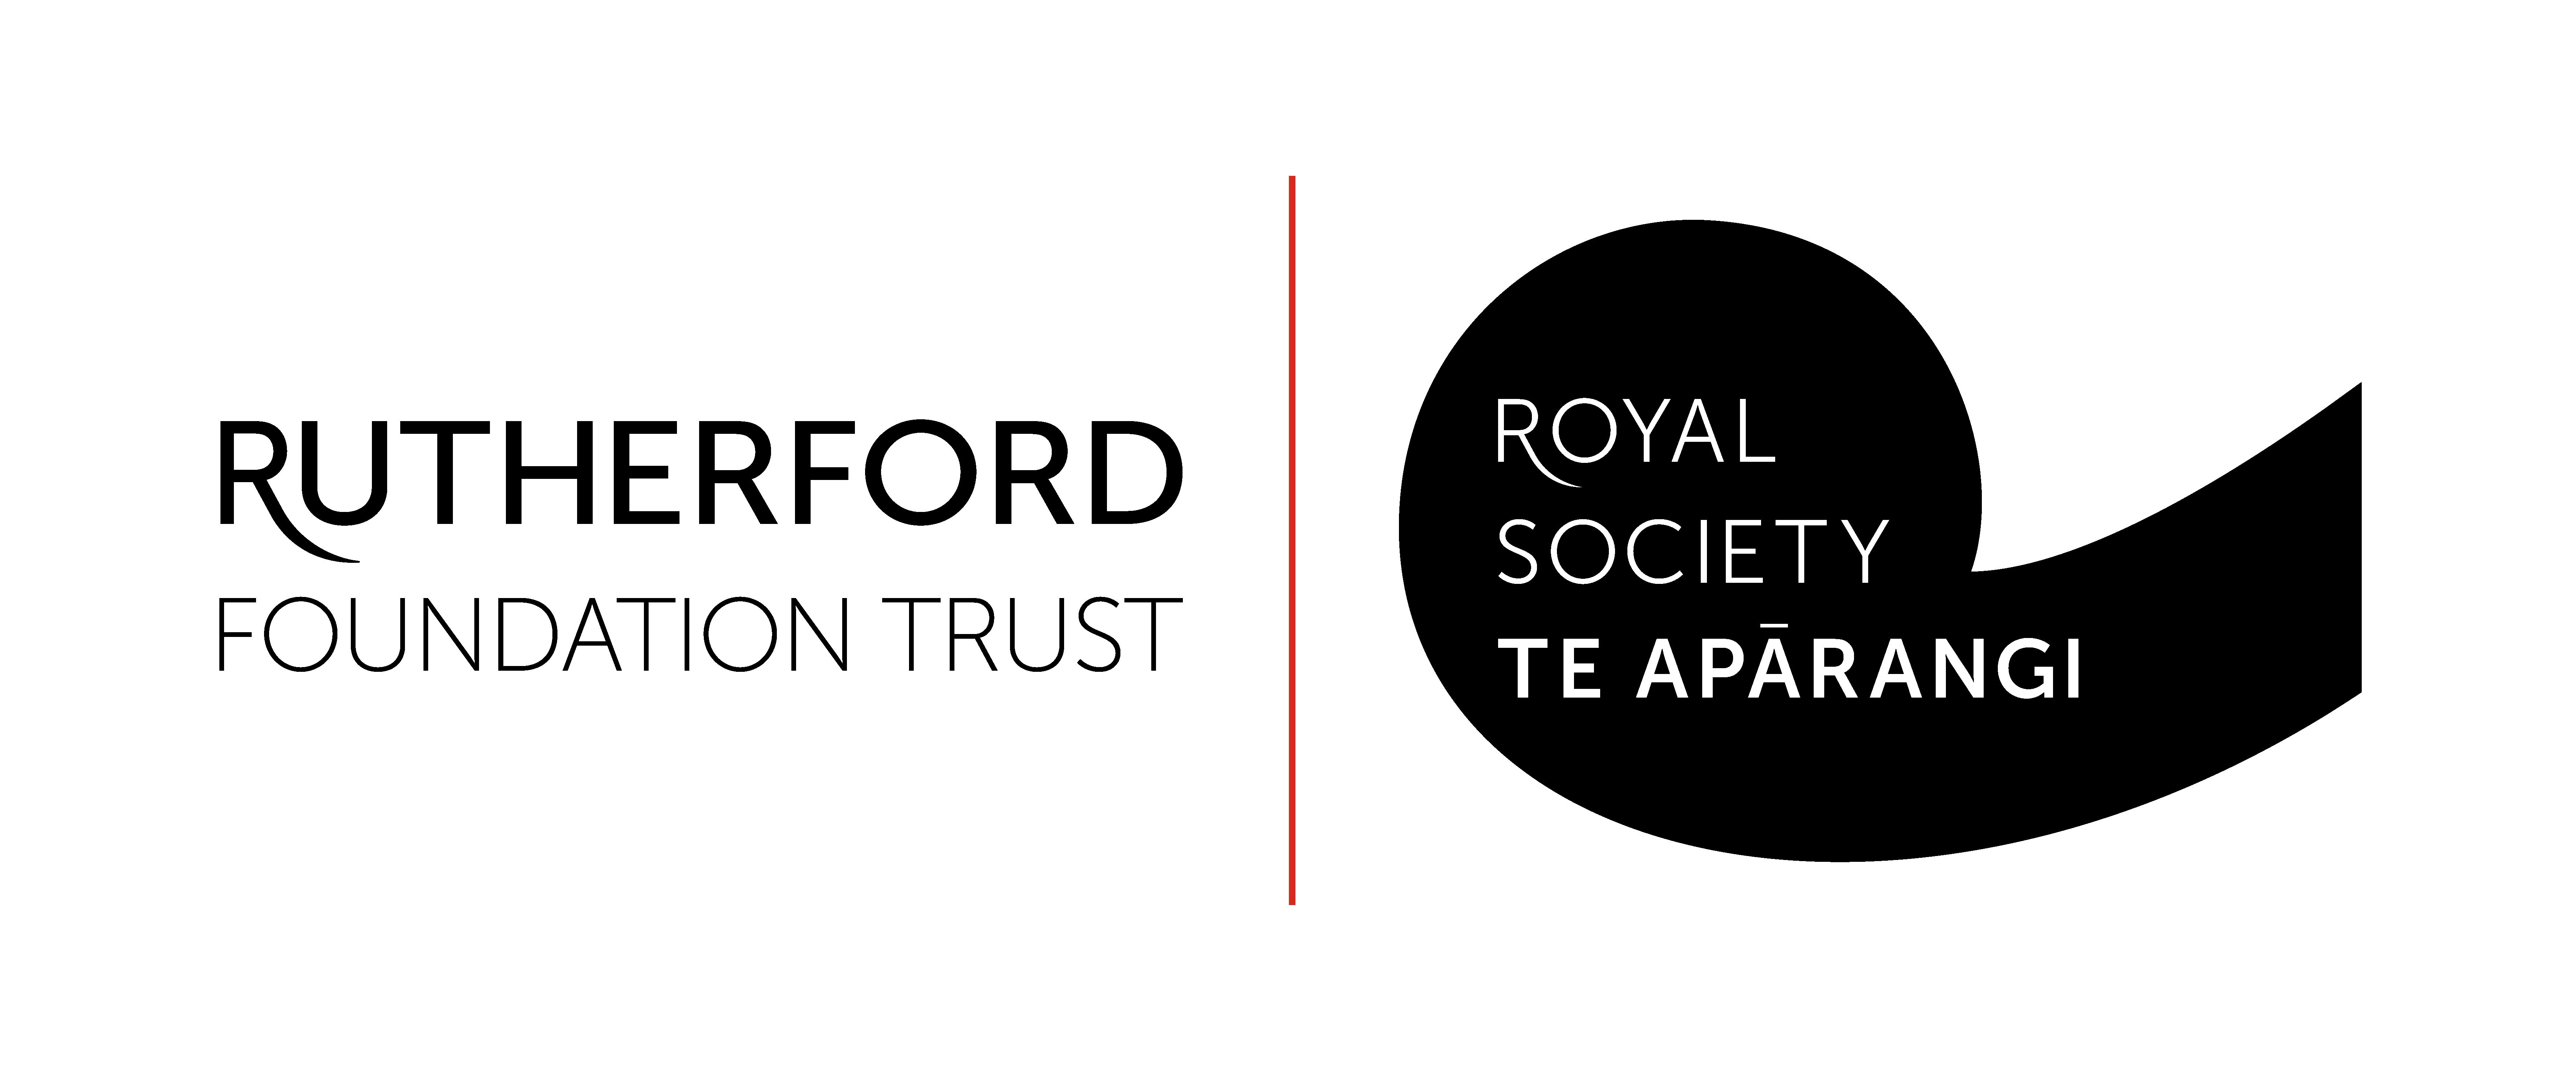 RUTHERFORD
FOUNDATION TRUST
ROYAL
SOCIETY
TE APĀRANGI